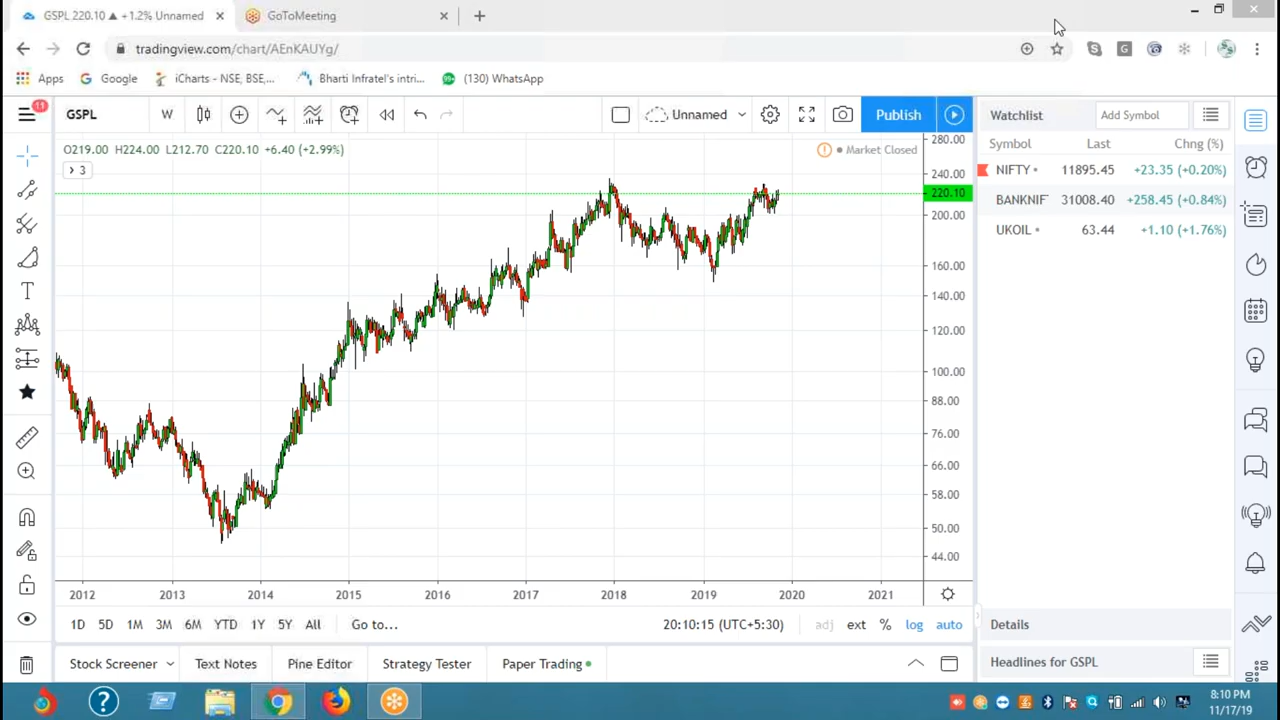 GSPL 220.10 ▲ +1.2% Unnamed
GoToMeeting
tradingview.com/chart/AEnKAUYg/
Apps
Google
iCharts - NSE, BSE,...
Bharti Infratel's intri...
(130) WhatsApp
11
GSPL
W
Unnamed
Publish
Watchlist
Add Symbol
O219.00 H224.00 L212.70 C220.10 +6.40 (+2.99%)
Market Closed
3
Symbol Last Chng (%)
NIFTY 11895.45 +23.35 (+0.20%)
BANKNIF 31008.40 +258.45 (+0.84%)
UKOIL 63.44 +1.10 (+1.76%)
280.00
240.00
220.10
200.00
160.00
140.00
120.00
100.00
88.00
76.00
66.00
58.00
50.00
44.00
2012 2013 2014 2015 2016 2017 2018 2019 2020 2021
1D 5D 1M 3M 6M YTD 1Y 5Y All Go to...
20:10:15 (UTC+5:30) adj ext % log auto
Details
Stock Screener Text Notes Pine Editor Strategy Tester Paper Trading
Headlines for GSPL
8:10 PM
11/17/19